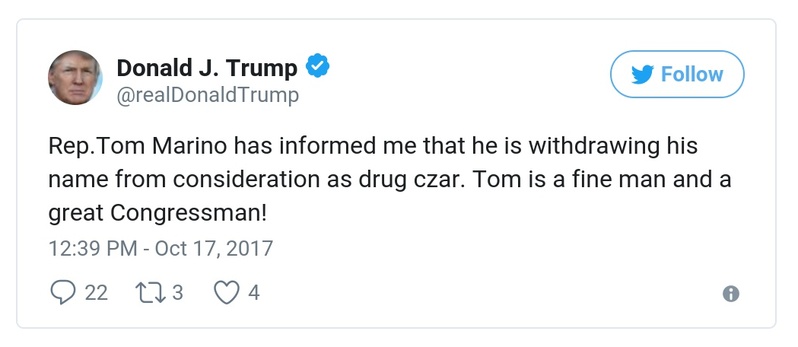 Donald J. Trump
@realDonaldTrump
Follow
Rep.Tom Marino has informed me that he is withdrawing his
name from consideration as drug czar. Tom is a fine man and a
great Congressman!
12:39 PM - Oct 17, 2017
22 3 4